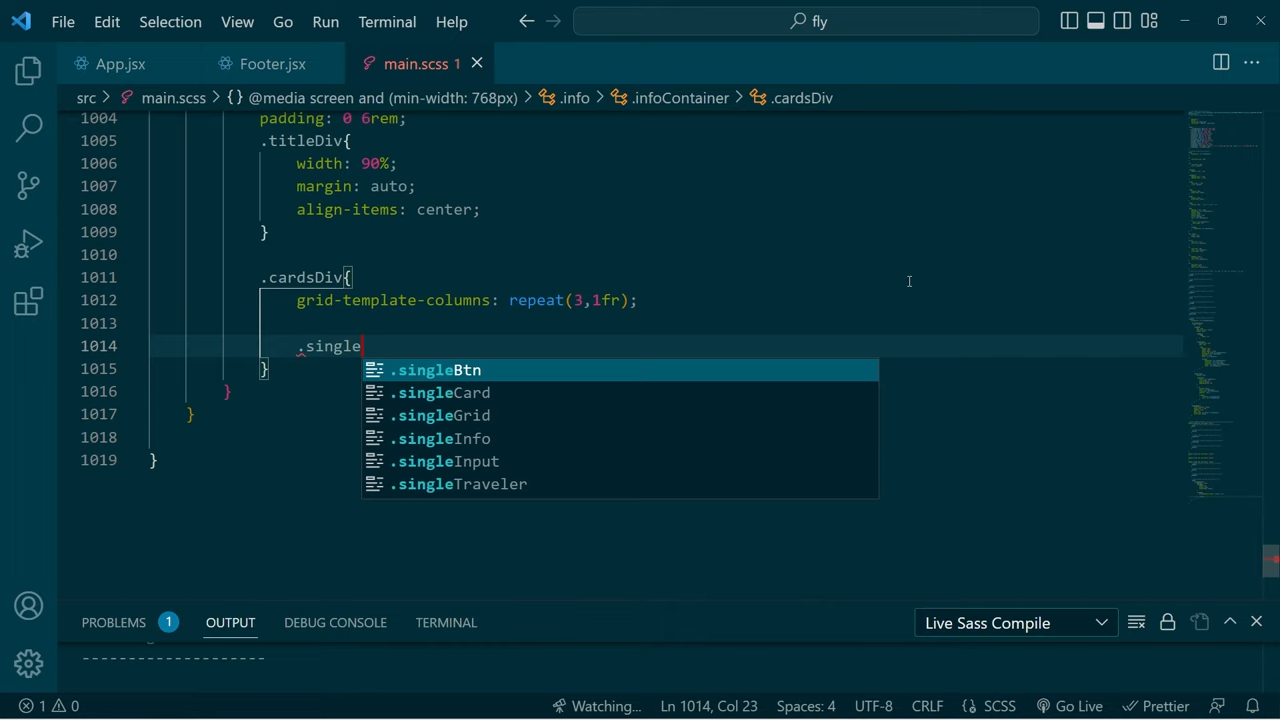 File Edit Selection View Go Run Terminal Help
fly
App.jsx Footer.jsx main.scss 1
src > main.scss > {} @media screen and (min-width: 768px) > .info > .infoContainer > .cardsDiv
1004 padding: 0 6rem;
1005 .titleDiv{
1006 width: 90%;
1007 margin: auto;
1008 align-items: center;
1009 }
1010
1011 .cardsDiv{
1012 grid-template-columns: repeat(3,1fr);
1013
1014 .single
.singleBtn
1015 }
.singleCard
1016 }
.singleGrid
1017 }
.singleInfo
1018
.singleInput
1019 }
.singleTraveler
PROBLEMS 1 OUTPUT DEBUG CONSOLE TERMINAL
Live Sass Compile
--------------------
1 0 Watching... Ln 1014, Col 23 Spaces: 4 UTF-8 CRLF {} SCSS Go Live Prettier